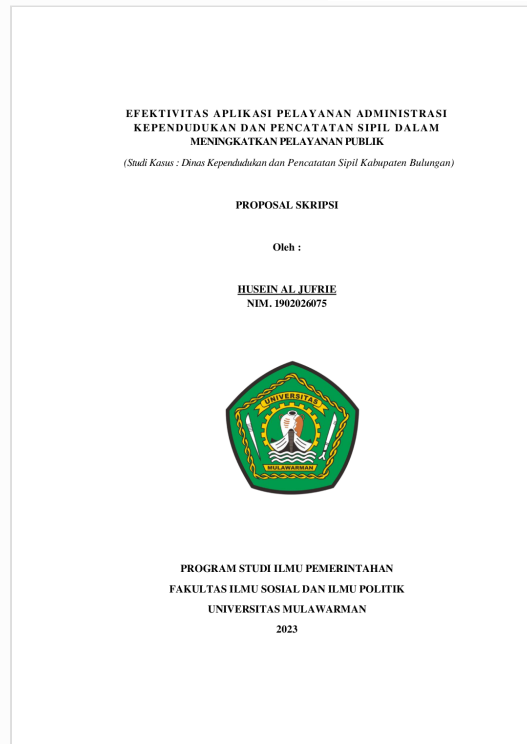 EFEKTIVITAS APLIKASI PELAYANAN ADMINISTRASI
KEPENDUDUKAN DAN PENCATATAN SIPIL DALAM
MENINGKATKAN PELAYANAN PUBLIK
(Studi Kasus : Dinas Kependudukan dan Pencatatan Sipil Kabupaten Bulungan)
PROPOSAL SKRIPSI
Oleh :
HUSEIN AL JUFRIE
NIM. 1902026075
UNIVERSITAS
MULAWARMAN
PROGRAM STUDI ILMU PEMERINTAHAN
FAKULTAS ILMU SOSIAL DAN ILMU POLITIK
UNIVERSITAS MULAWARMAN
2023